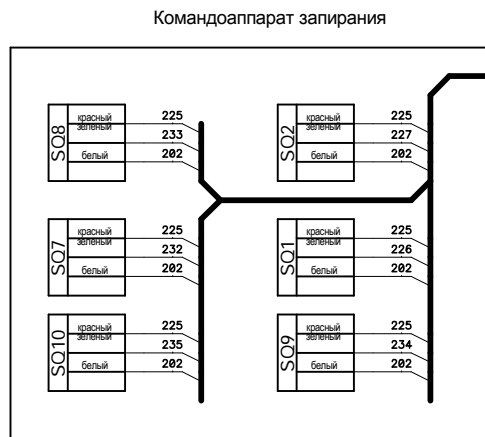 Командоаппарат запирания
SQ8
красный 225
зеленый 233
белый 202
SQ2
красный 225
зеленый 227
белый 202
SQ7
красный 225
зеленый 232
белый 202
SQ1
красный 225
зеленый 226
белый 202
SQ10
красный 225
зеленый 235
белый 202
SQ9
красный 225
зеленый 234
белый 202